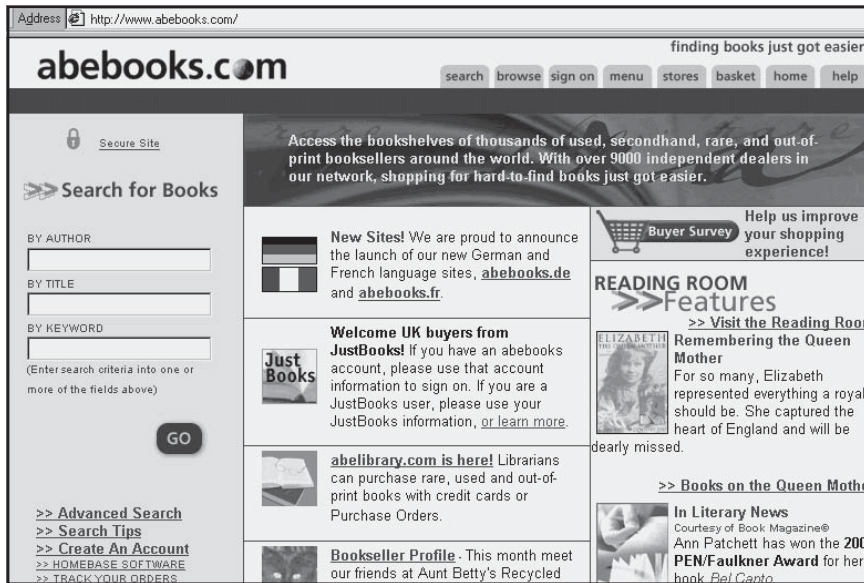 Address http://www.abebooks.com/
finding books just got easier
abebooks.com
search browse sign on menu stores basket home help
Secure Site
>> Search for Books
BY AUTHOR
BY TITLE
BY KEYWORD
(Enter search criteria into one or
more of the fields above)
GO
>> Advanced Search
>> Search Tips
>> Create An Account
>> HOMEBASE SOFTWARE
>> TRACK YOUR ORDERS
Access the bookshelves of thousands of used, secondhand, rare, and out-of-
print booksellers around the world. With over 9000 independent dealers in
our network, shopping for hard-to-find books just got easier.
New Sites! We are proud to announce
the launch of our new German and
French language sites, abebooks.de
and abebooks.fr.
Just
Books
Welcome UK buyers from
JustBooks! If you have an abebooks
account, please use that account
information to sign on. If you are a
JustBooks user, please use your
JustBooks information, or learn more.
abelibrary.com is here! Librarians
can purchase rare, used and out-of-
print books with credit cards or
Purchase Orders.
Bookseller Profile - This month meet
our friends at Aunt Betty's Recycled
Buyer Survey
Help us improve
your shopping
experience!
READING ROOM
>>Features
>> Visit the Reading Roo
ELIZABETH
THE QUEEN MOTHER
Remembering the Queen
Mother
For so many, Elizabeth
represented everything a royal
should be. She captured the
heart of England and will be
dearly missed.
>> Books on the Queen Mothe
In Literary News
Courtesy of Book Magazine®
Ann Patchett has won the 200
PEN/Faulkner Award for her
book Bel Canto